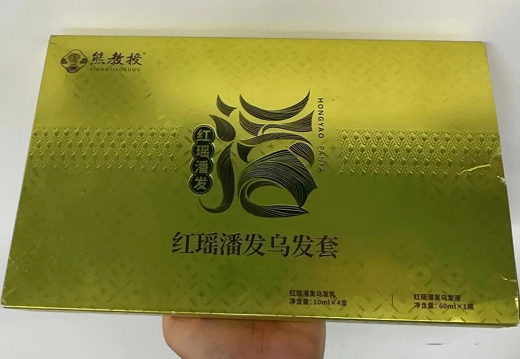 熊教授®
XIONG JIAOSHOU
红瑶潘发
HONGYAO PANFA
红瑶潘发乌发套
红瑶潘发乌发乳
净含量：10ml×4支
红瑶潘发乌发液
净含量：60ml×1瓶